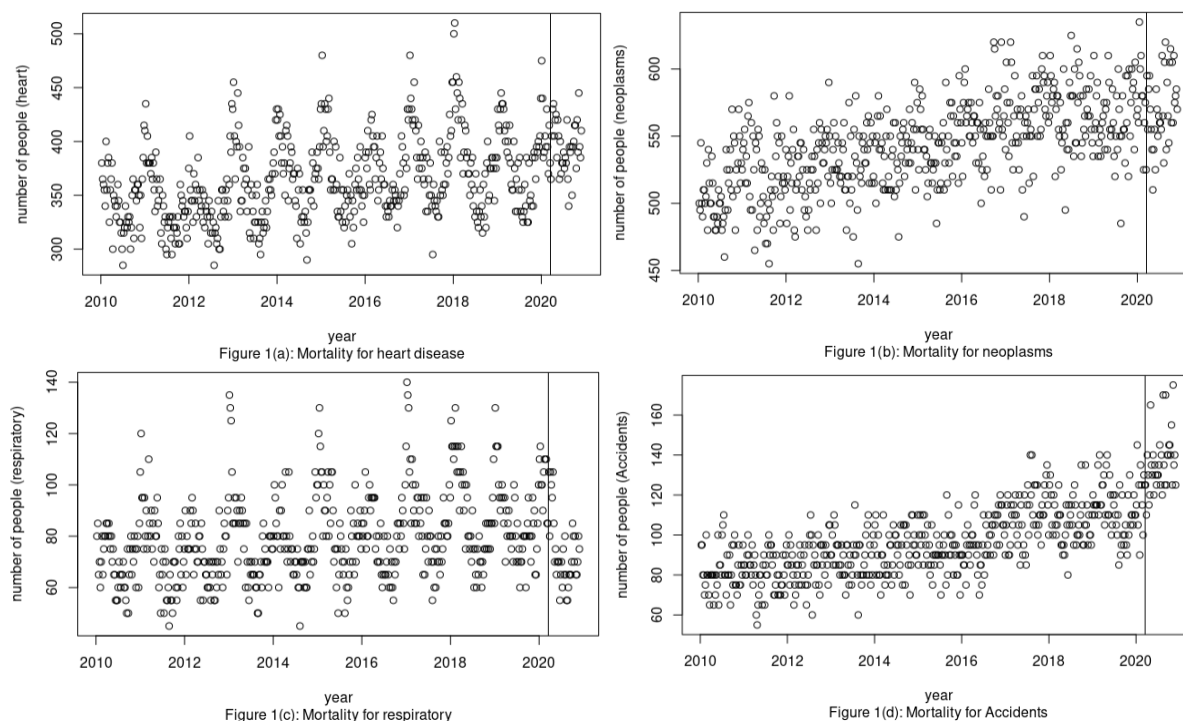 number of people (heart)
500
450
400
350
300
2010 2012 2014 2016 2018 2020
year
Figure 1(a): Mortality for heart disease
number of people (neoplasms)
600
550
500
450
2010 2012 2014 2016 2018 2020
year
Figure 1(b): Mortality for neoplasms
number of people (respiratory)
140
120
100
80
60
2010 2012 2014 2016 2018 2020
year
Figure 1(c): Mortality for respiratory
number of people (Accidents)
160
140
120
100
80
60
2010 2012 2014 2016 2018 2020
year
Figure 1(d): Mortality for Accidents